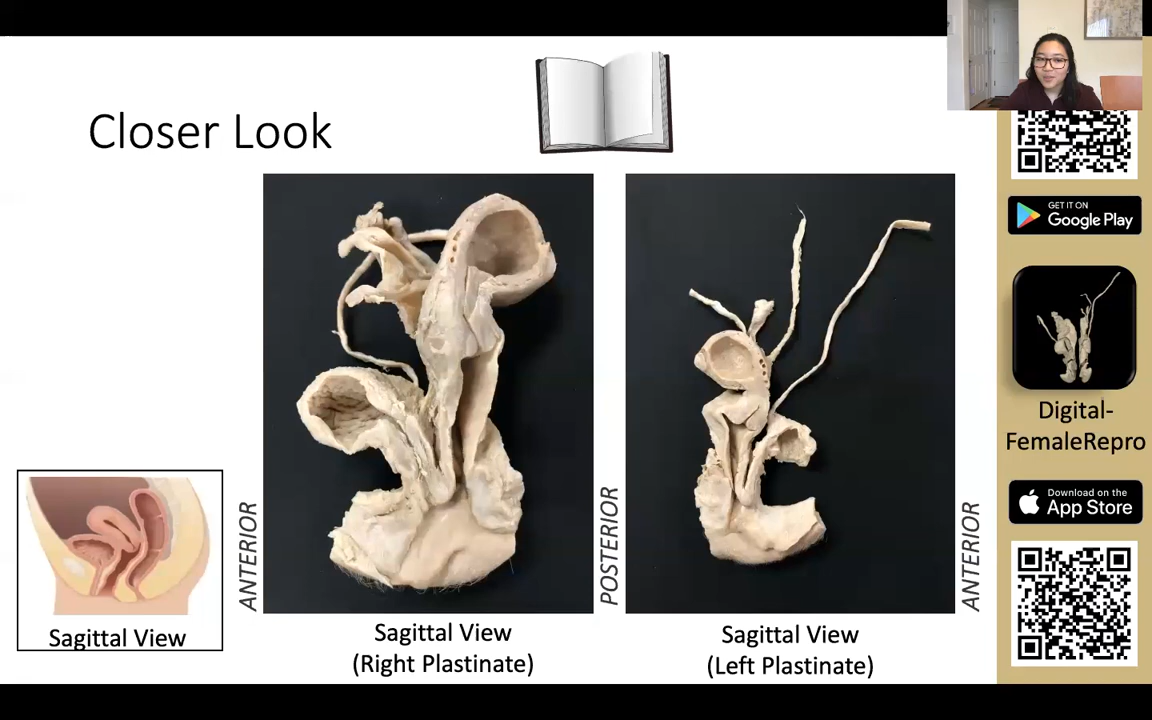 Closer Look
ANTERIOR
POSTERIOR
ANTERIOR
Sagittal View
Sagittal View
(Right Plastinate)
Sagittal View
(Left Plastinate)
GET IT ON
Google Play
Digital-
FemaleRepro
Download on the
App Store